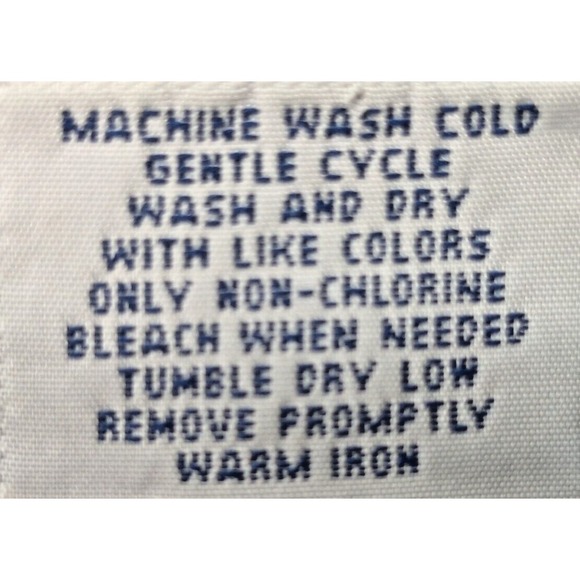 MACHINE WASH COLD
GENTLE CYCLE
WASH AND DRY
WITH LIKE COLORS
ONLY NON-CHLORINE
BLEACH WHEN NEEDED
TUMBLE DRY LOW
REMOVE PROMPTLY
WARM IRON